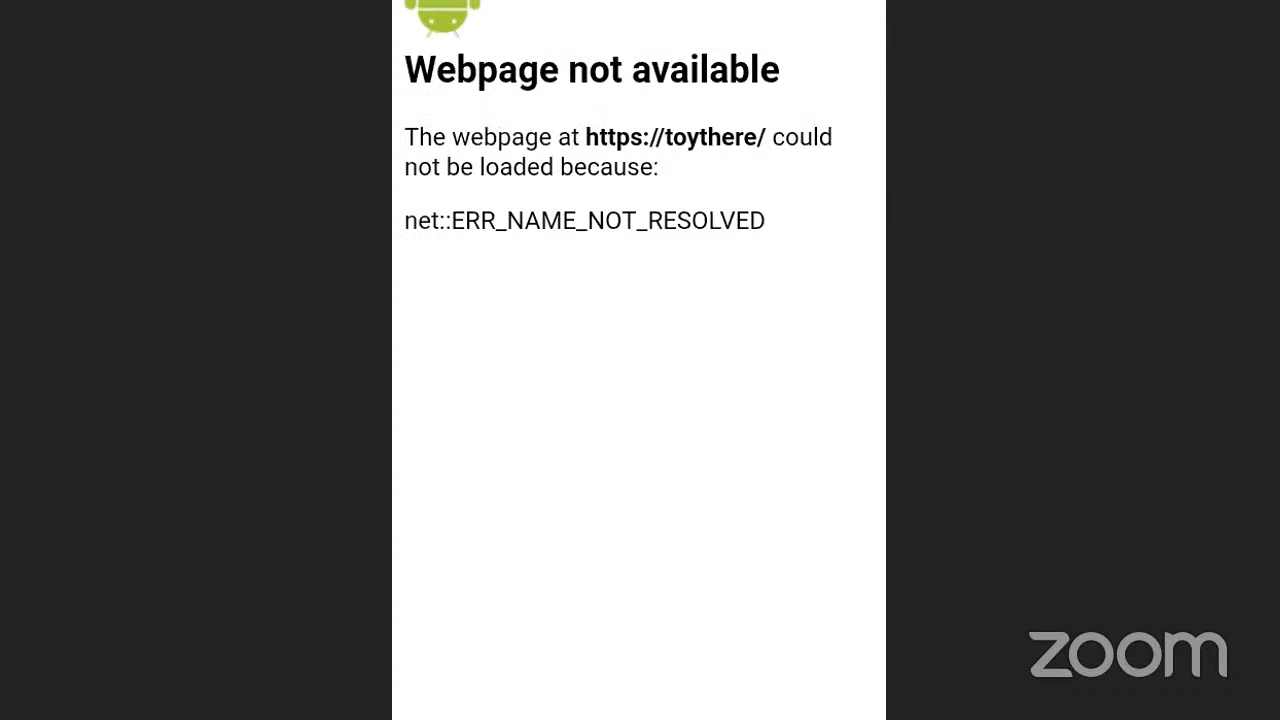 Webpage not available
The webpage at https://toythere/ could
not be loaded because:
net::ERR_NAME_NOT_RESOLVED
zoom